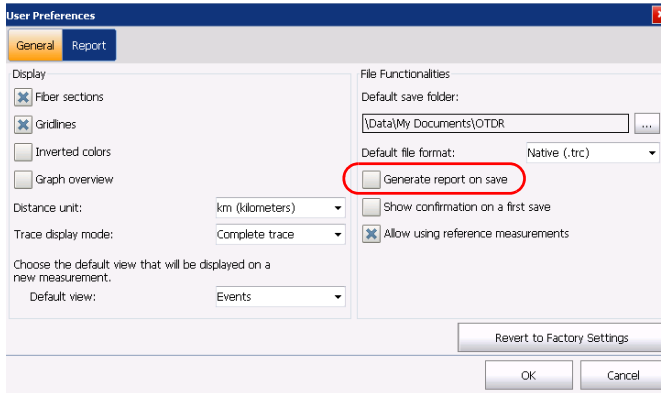 User Preferences
General Report
Display
Fiber sections
Gridlines
Inverted colors
Graph overview
Distance unit: km (kilometers)
Trace display mode: Complete trace
Choose the default view that will be displayed on a
new measurement.
Default view: Events
File Functionalities
Default save folder:
\Data\My Documents\OTDR ...
Default file format: Native (.trc)
Generate report on save
Show confirmation on a first save
Allow using reference measurements
Revert to Factory Settings
OK Cancel